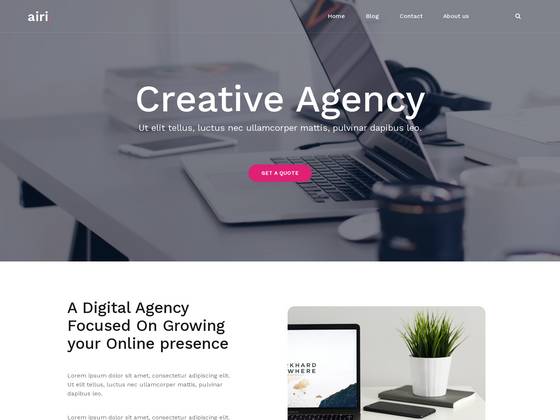 airi
Home Blog Contact About us
Creative Agency
Ut elit tellus, luctus nec ullamcorper mattis, pulvinar dapibus leo.
GET A QUOTE
A Digital Agency
Focused On Growing
your Online presence
Lorem ipsum dolor sit amet, consectetur adipiscing elit.
Ut elit tellus, luctus nec ullamcorper mattis, pulvinar
dapibus leo.
Lorem ipsum dolor sit amet, consectetur adipiscing elit.